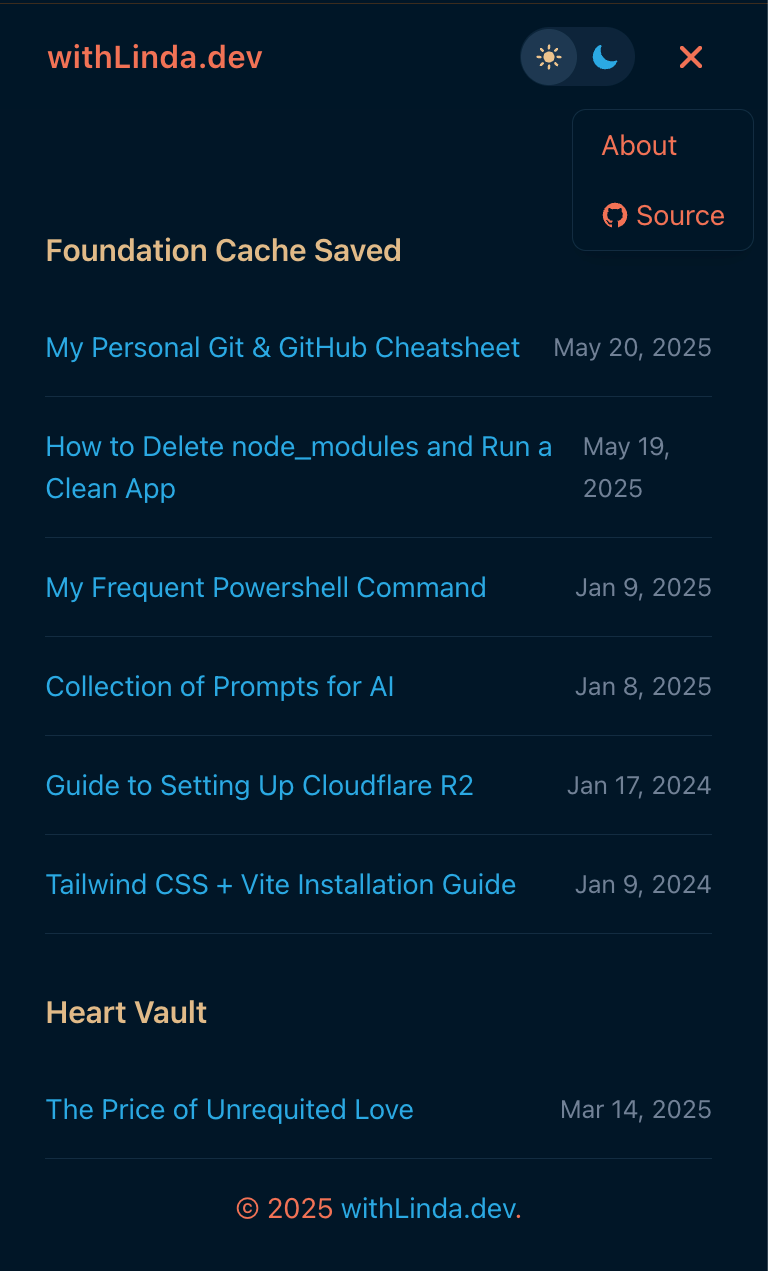 withLinda.dev
About
Source
Foundation Cache Saved
My Personal Git & GitHub Cheatsheet May 20, 2025
How to Delete node_modules and Run a May 19,
Clean App 2025
My Frequent Powershell Command Jan 9, 2025
Collection of Prompts for AI Jan 8, 2025
Guide to Setting Up Cloudflare R2 Jan 17, 2024
Tailwind CSS + Vite Installation Guide Jan 9, 2024
Heart Vault
The Price of Unrequited Love Mar 14, 2025
© 2025 withLinda.dev.